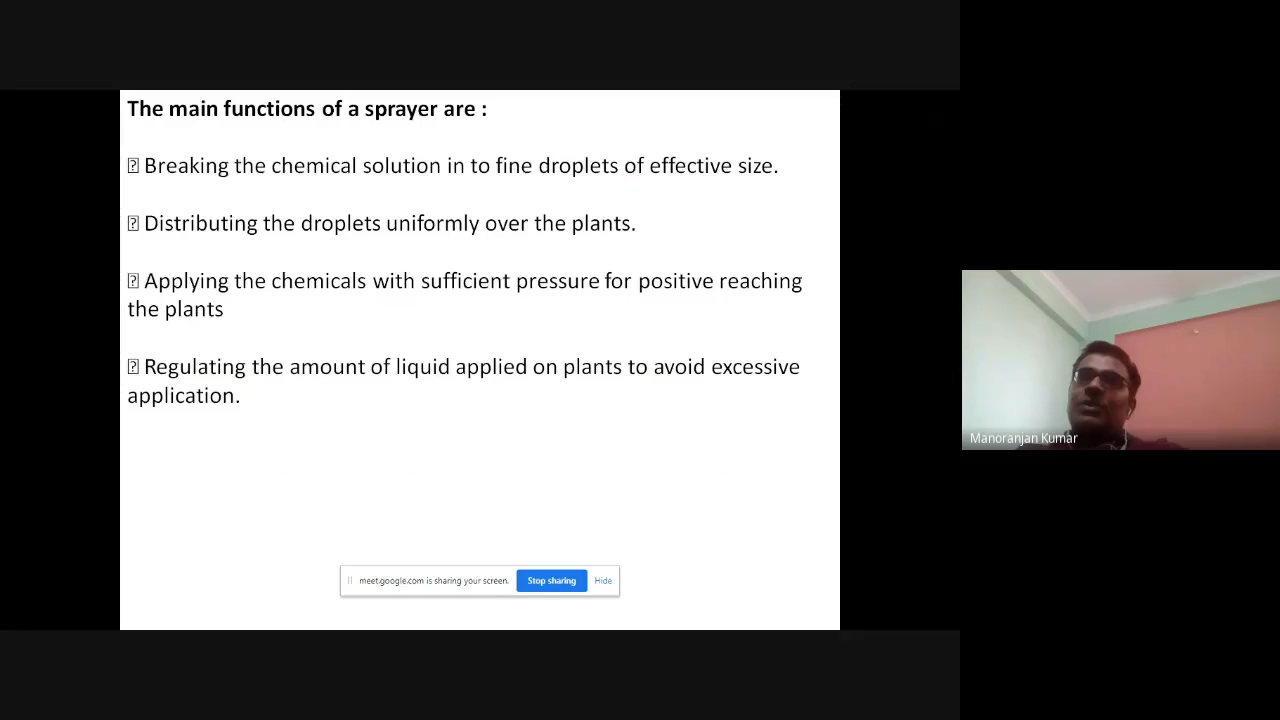 The main functions of a sprayer are :
Breaking the chemical solution in to fine droplets of effective size.
Distributing the droplets uniformly over the plants.
Applying the chemicals with sufficient pressure for positive reaching
the plants
Regulating the amount of liquid applied on plants to avoid excessive
application.
meet.google.com is sharing your screen. Stop sharing Hide
Manoranjan Kumar